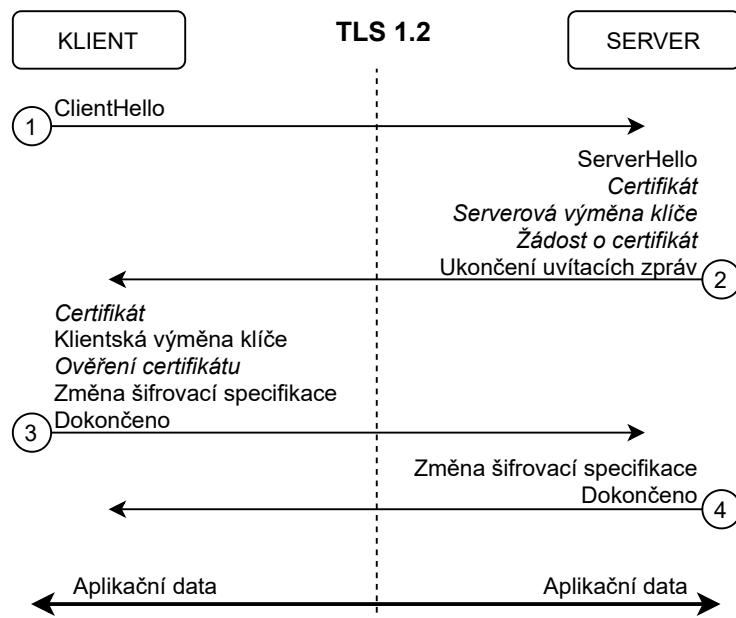 KLIENT
TLS 1.2
SERVER
ClientHello
1
ServerHello
Certifikát
Serverová výměna klíče
Žádost o certifikát
Ukončení uvítacích zpráv
2
Certifikát
Klientská výměna klíče
Ověření certifikátu
Změna šifrovací specifikace
Dokončeno
3
Změna šifrovací specifikace
Dokončeno
4
Aplikační data
Aplikační data